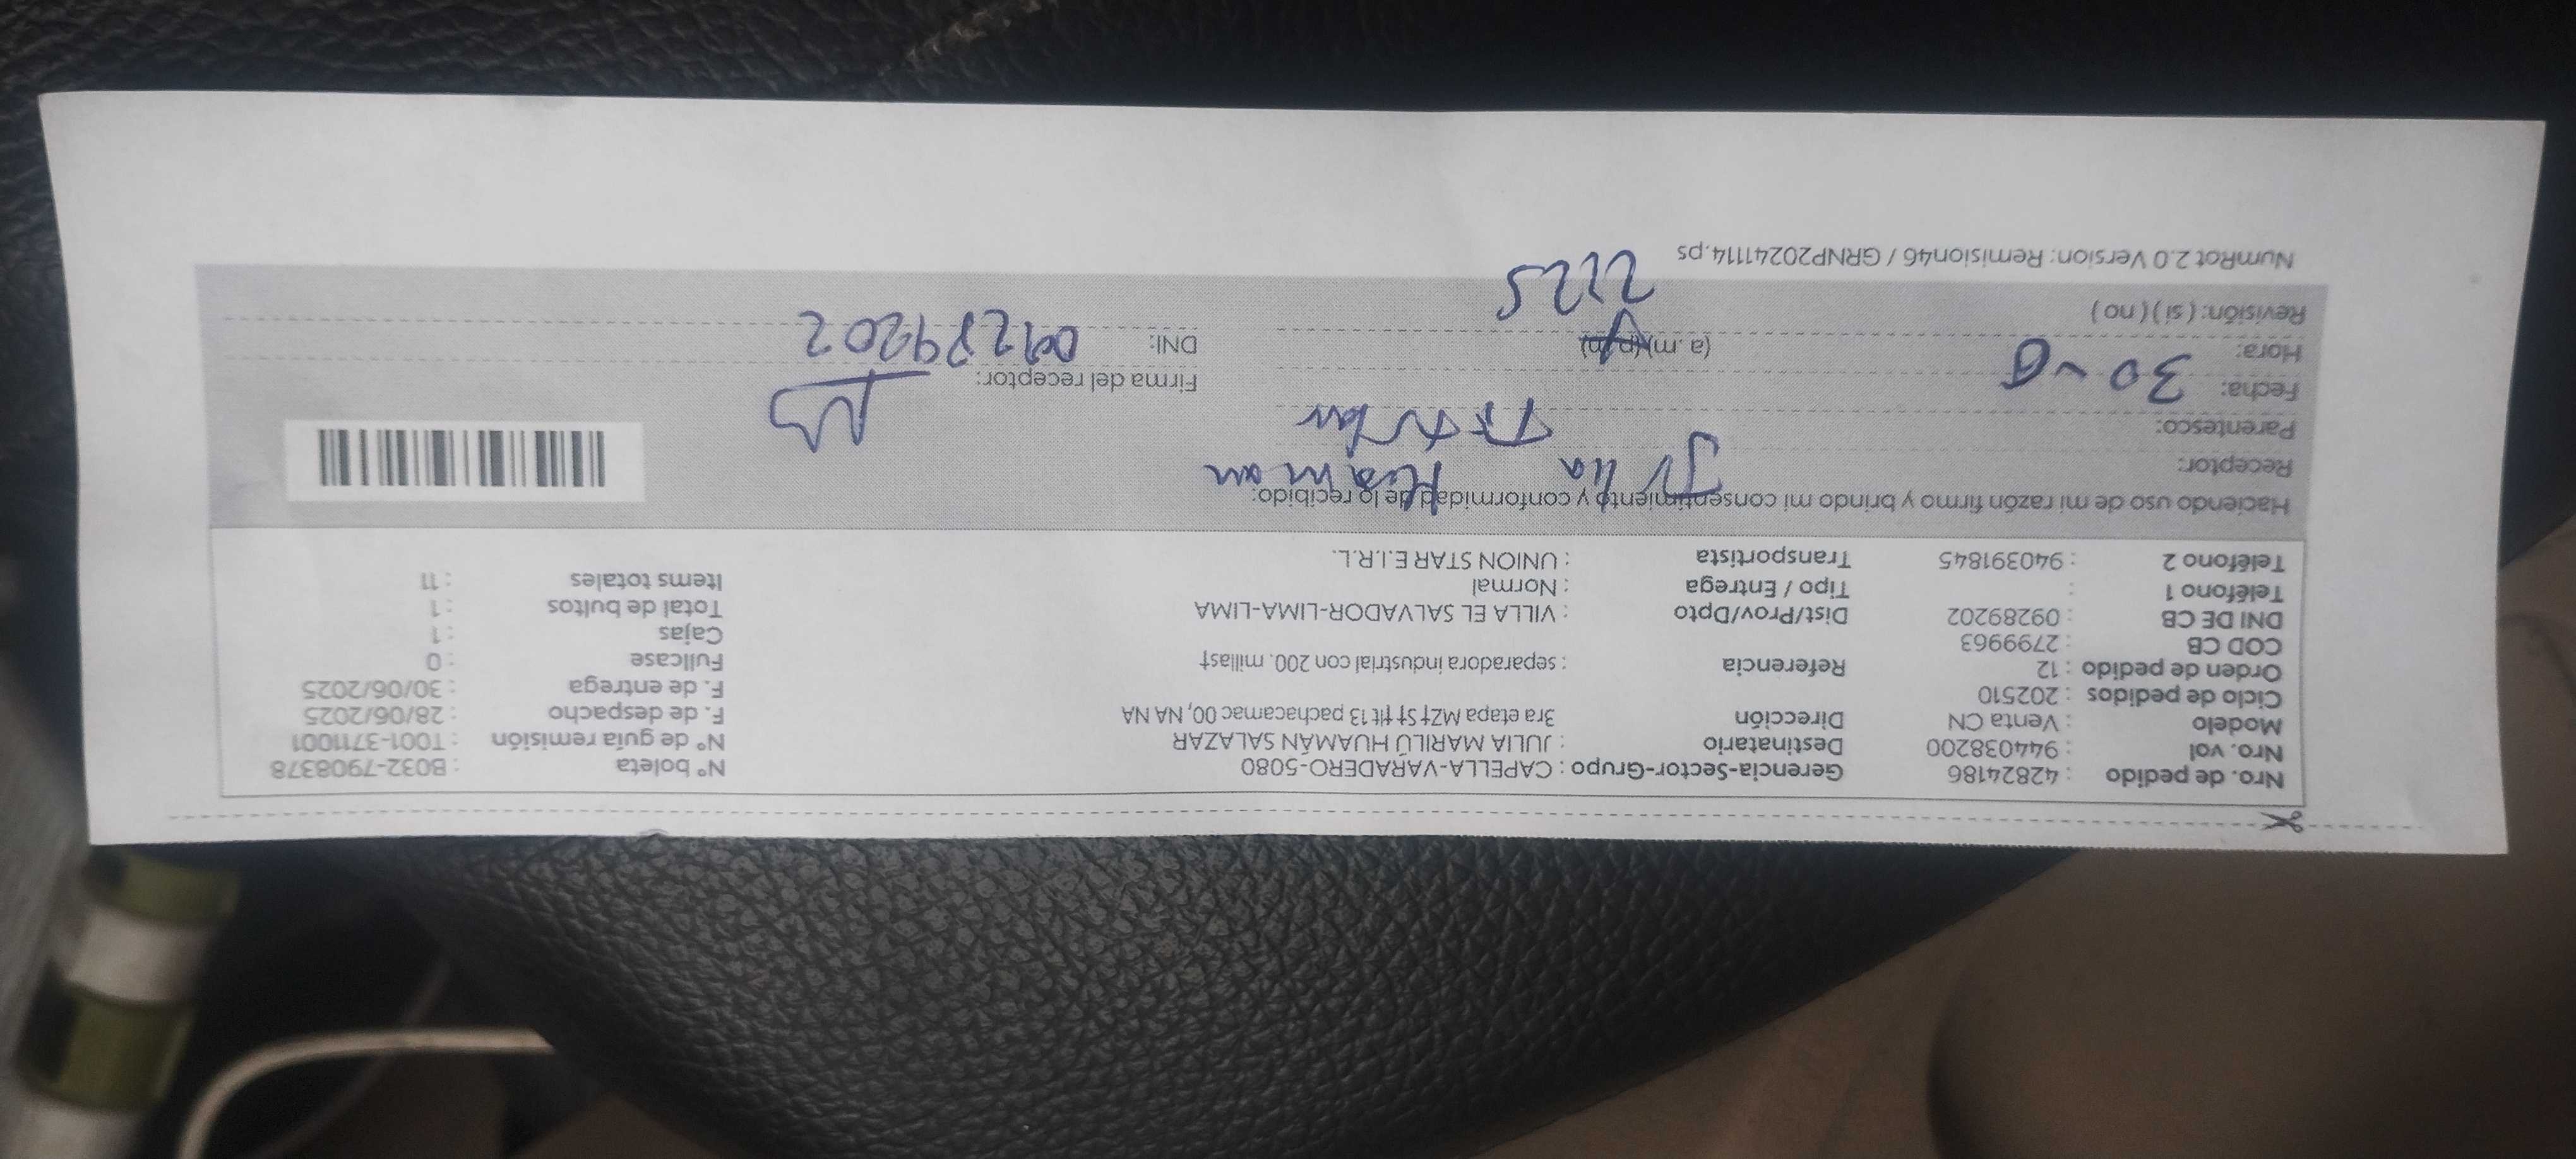 Nro. de pedido : 42824186 Gerencia-Sector-Grupo : CAPELLA-VARADERO-5080 N° boleta : B032-7908378
Nro. vol : 944038200 Destinatario : JULIA MARILÚ HUAMÁN SALAZAR N° de guía remisión : T001-3711001
Modelo : Venta CN Dirección 3ra etapa MZ† S† †lt 13 pachacamac 00, NA NA F. de despacho : 28/06/2025
Ciclo de pedidos : 202510 F. de entrega : 30/06/2025
Orden de pedido : 12 Referencia : separadora industrial con 200. millas† Fullcase : 0
COD CB : 2799963 Cajas : 1
DNI DE CB : 09289202 Dist/Prov/Dpto : VILLA EL SALVADOR-LIMA-LIMA Total de bultos : 1
Teléfono 1 : Tipo / Entrega : Normal Items totales : 11
Teléfono 2 : 940391845 Transportista : UNION STAR E.I.R.L.
Haciendo uso de mi razón firmo y brindo mi consentimiento y conformidad de lo recibido:
Receptor: Julia Huaman
Parentesco: Titular
Fecha: 30-6 Firma del receptor:
Hora: (a.m) (p.m) DNI: 09289202
Revisión: ( si ) ( no ) 2225
NumRot 2.0 Version: Remision46 / GRNP20241114.ps